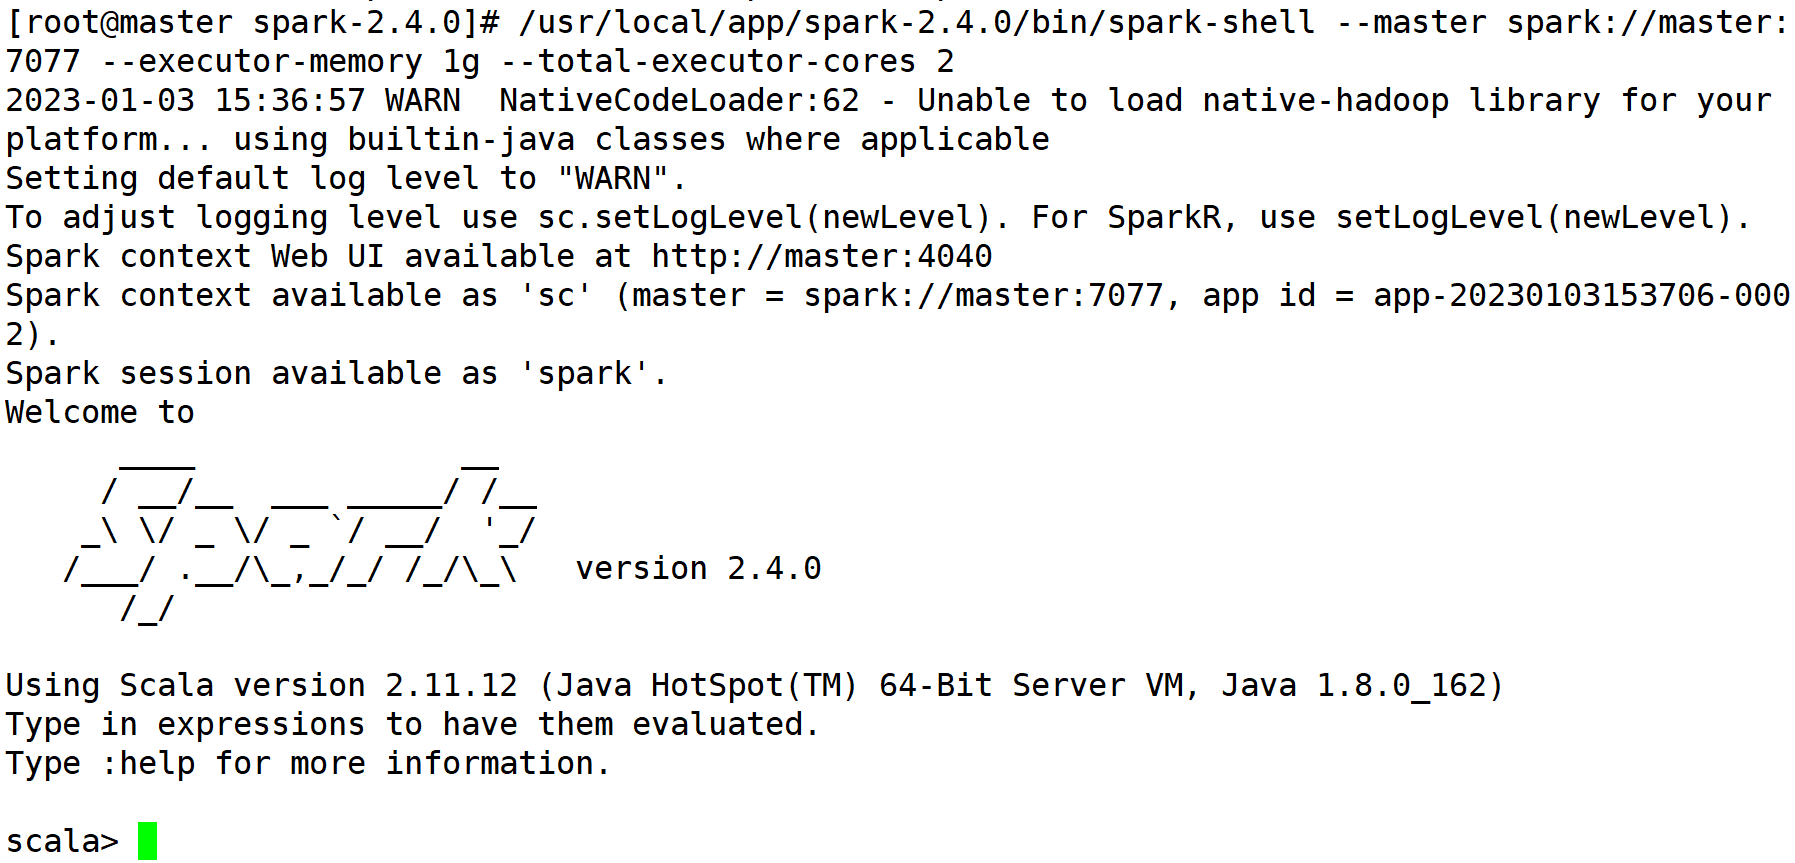 [root@master spark-2.4.0]# /usr/local/app/spark-2.4.0/bin/spark-shell --master spark://master:
7077 --executor-memory 1g --total-executor-cores 2
2023-01-03 15:36:57 WARN  NativeCodeLoader:62 - Unable to load native-hadoop library for your
platform... using builtin-java classes where applicable
Setting default log level to "WARN".
To adjust logging level use sc.setLogLevel(newLevel). For SparkR, use setLogLevel(newLevel).
Spark context Web UI available at http://master:4040
Spark context available as 'sc' (master = spark://master:7077, app id = app-20230103153706-000
2).
Spark session available as 'spark'.
Welcome to
      ____              __
     / __/__  ___ _____/ /__
    _\ \/ _ \/ _ `/ __/  '_/
   /___/ .__/\_,_/_/ /_/\_\   version 2.4.0
      /_/
Using Scala version 2.11.12 (Java HotSpot(TM) 64-Bit Server VM, Java 1.8.0_162)
Type in expressions to have them evaluated.
Type :help for more information.
scala>